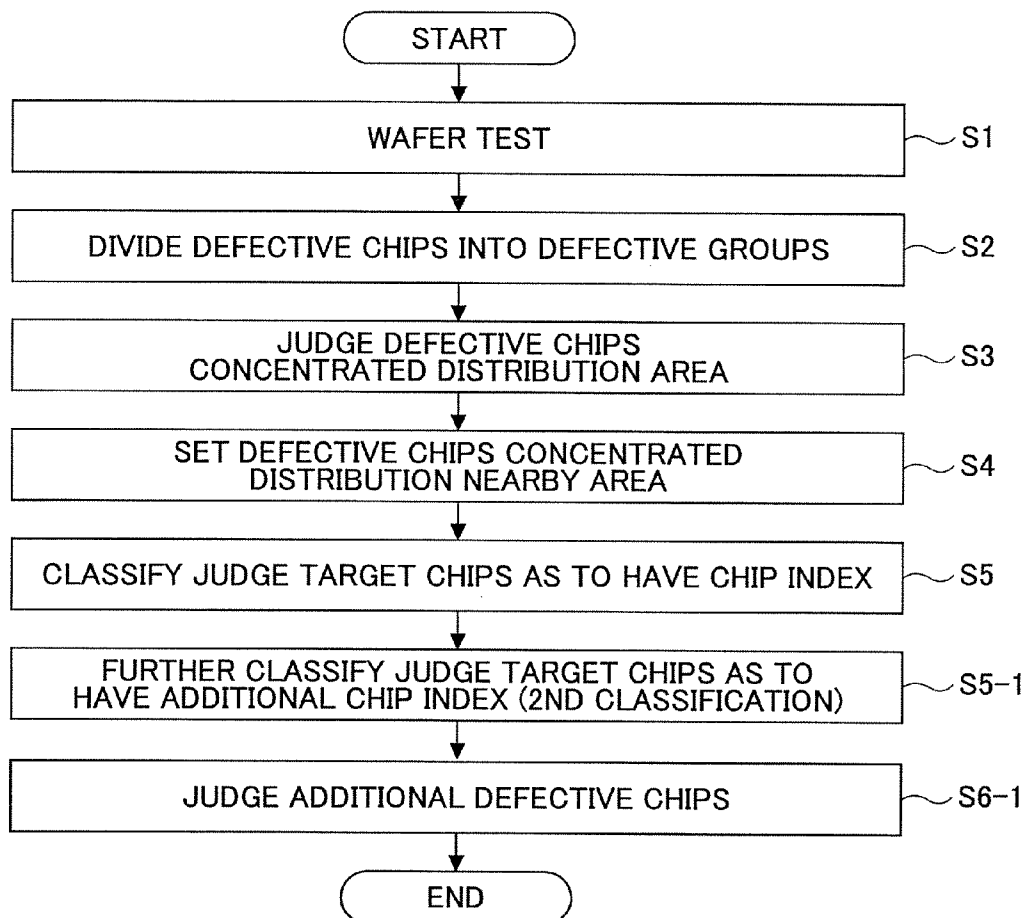 START
WAFER TEST
S1
DIVIDE DEFECTIVE CHIPS INTO DEFECTIVE GROUPS
S2
JUDGE DEFECTIVE CHIPS
CONCENTRATED DISTRIBUTION AREA
S3
SET DEFECTIVE CHIPS CONCENTRATED
DISTRIBUTION NEARBY AREA
S4
CLASSIFY JUDGE TARGET CHIPS AS TO HAVE CHIP INDEX
S5
FURTHER CLASSIFY JUDGE TARGET CHIPS AS TO
HAVE ADDITIONAL CHIP INDEX (2ND CLASSIFICATION)
S5-1
JUDGE ADDITIONAL DEFECTIVE CHIPS
S6-1
END